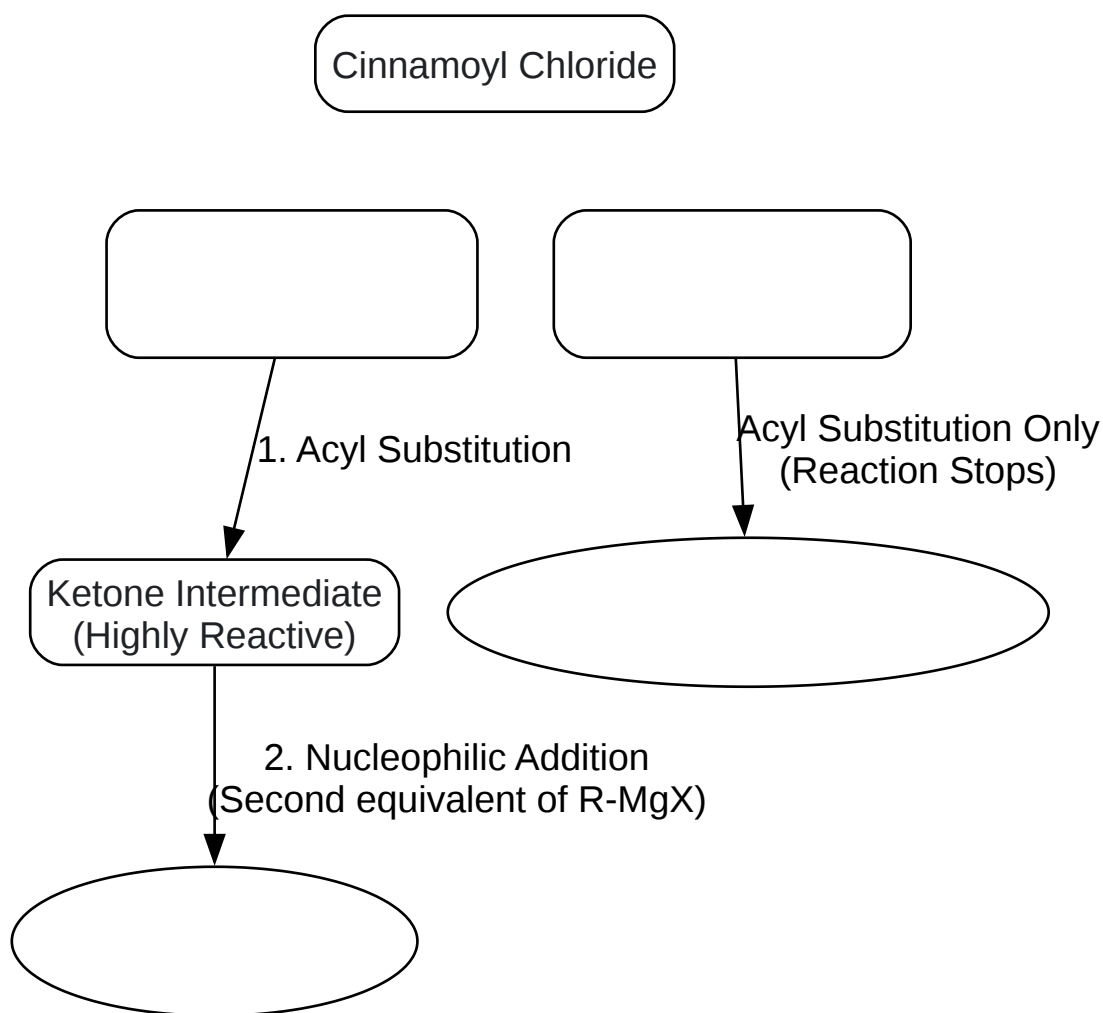 Cinnamoyl Chloride
1. Acyl Substitution
Acyl Substitution Only
(Reaction Stops)
Ketone Intermediate
(Highly Reactive)
2. Nucleophilic Addition
(Second equivalent of R-MgX)